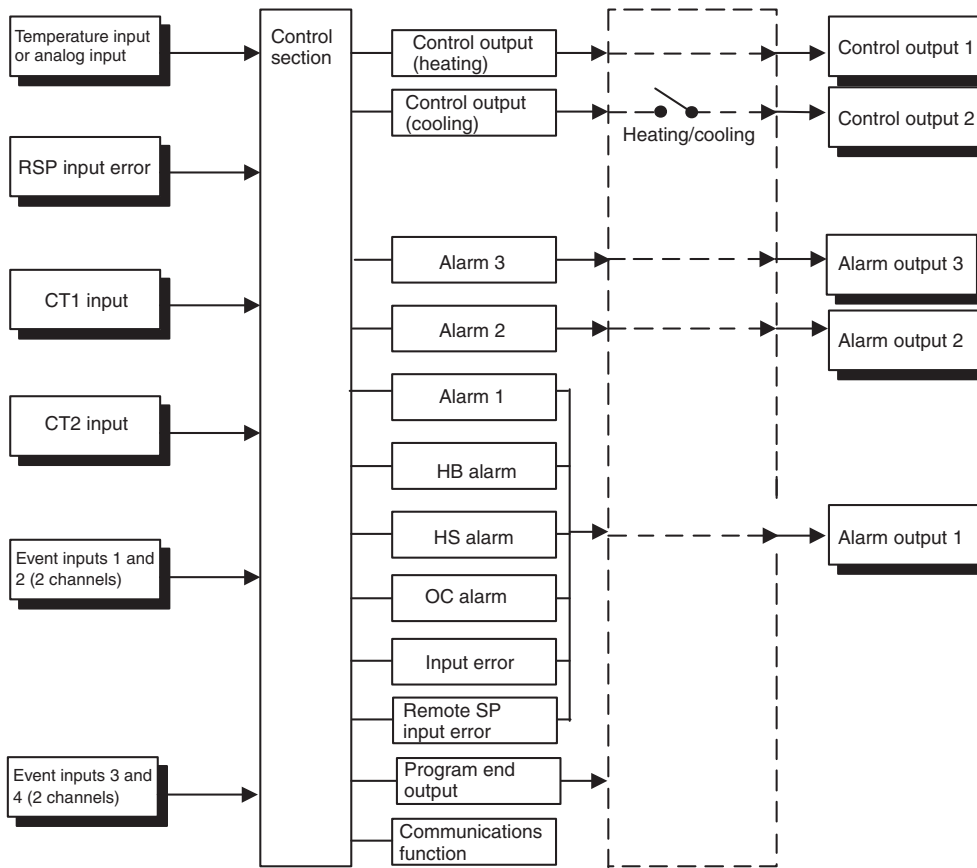 Temperature input
or analog input
RSP input error
CT1 input
CT2 input
Event inputs 1 and
2 (2 channels)
Event inputs 3 and
4 (2 channels)
Control
section
Control output
(heating)
Control output
(cooling)
Alarm 3
Alarm 2
Alarm 1
HB alarm
HS alarm
OC alarm
Input error
Remote SP
input error
Program end
output
Communications
function
Heating/cooling
Control output 1
Control output 2
Alarm output 3
Alarm output 2
Alarm output 1